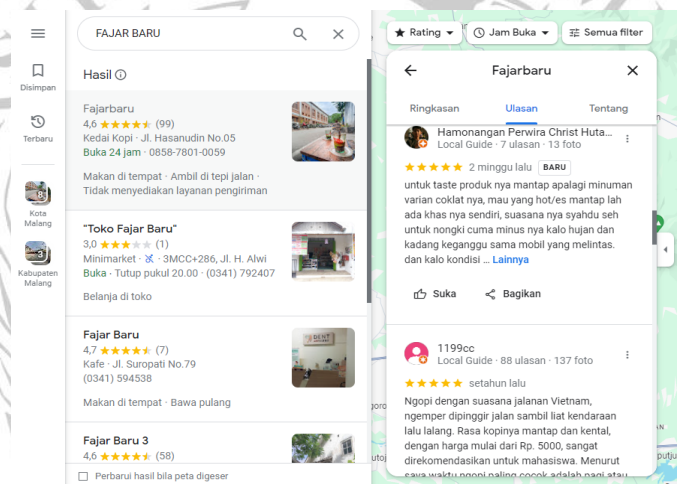 FAJAR BARU
Rating
Jam Buka
Semua filter
Disimpan
Terbaru
8
Kota
Malang
3
Kabupaten
Malang
Hasil
Fajarbaru
4,6 ★★★★★ (99)
Kedai Kopi · Jl. Hasanudin No.05
Buka 24 jam · 0858-7801-0059
Makan di tempat · Ambil di tepi jalan ·
Tidak menyediakan layanan pengiriman
"Toko Fajar Baru"
3,0 ★★★★★ (1)
Minimarket · 3MCC+286, Jl. H. Alwi
Buka · Tutup pukul 20.00 · (0341) 792407
Belanja di toko
Fajar Baru
4,7 ★★★★★ (7)
Kafe · Jl. Suropati No.79
(0341) 594538
Makan di tempat · Bawa pulang
Fajar Baru 3
4,6 ★★★★★ (58)
Perbarui hasil bila peta digeser
Fajarbaru
Ringkasan
Ulasan
Tentang
Hamonangan Perwira Christ Huta...
Local Guide · 7 ulasan · 13 foto
★★★★★ 2 minggu lalu BARU
untuk taste produk nya mantap apalagi minuman
varian coklat nya, mau yang hot/es mantap lah
ada khas nya sendiri, suasana nya syahdu seh
untuk nongki cuma minus nya kalo hujan dan
kadang keganggu sama mobil yang melintas.
dan kalo kondisi ... Lainnya
Suka
Bagikan
1199cc
Local Guide · 88 ulasan · 137 foto
★★★★★ setahun lalu
Ngopi dengan suasana jalanan Vietnam,
ngemper dipinggir jalan sambil liat kendaraan
lalu lalang. Rasa kopinya mantap dan kental,
dengan harga mulai dari Rp. 5000, sangat
direkomendasikan untuk mahasiswa. Menurut
saya waktu ngopi paling cocok adalah pagi atau